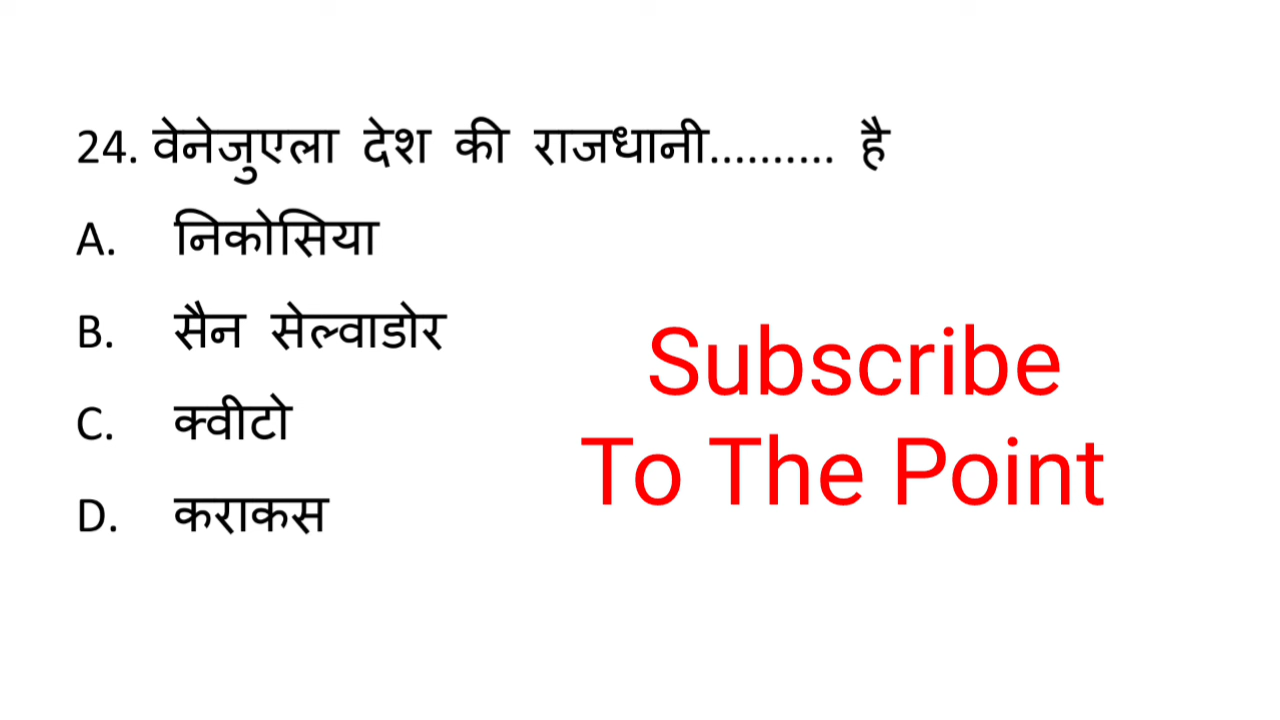 24. वेनेजुएला देश की राजधानी.......... है
A. निकोसिया
B. सैन सेल्वाडोर
C. क्वीटो
D. कराकस
Subscribe
To The Point